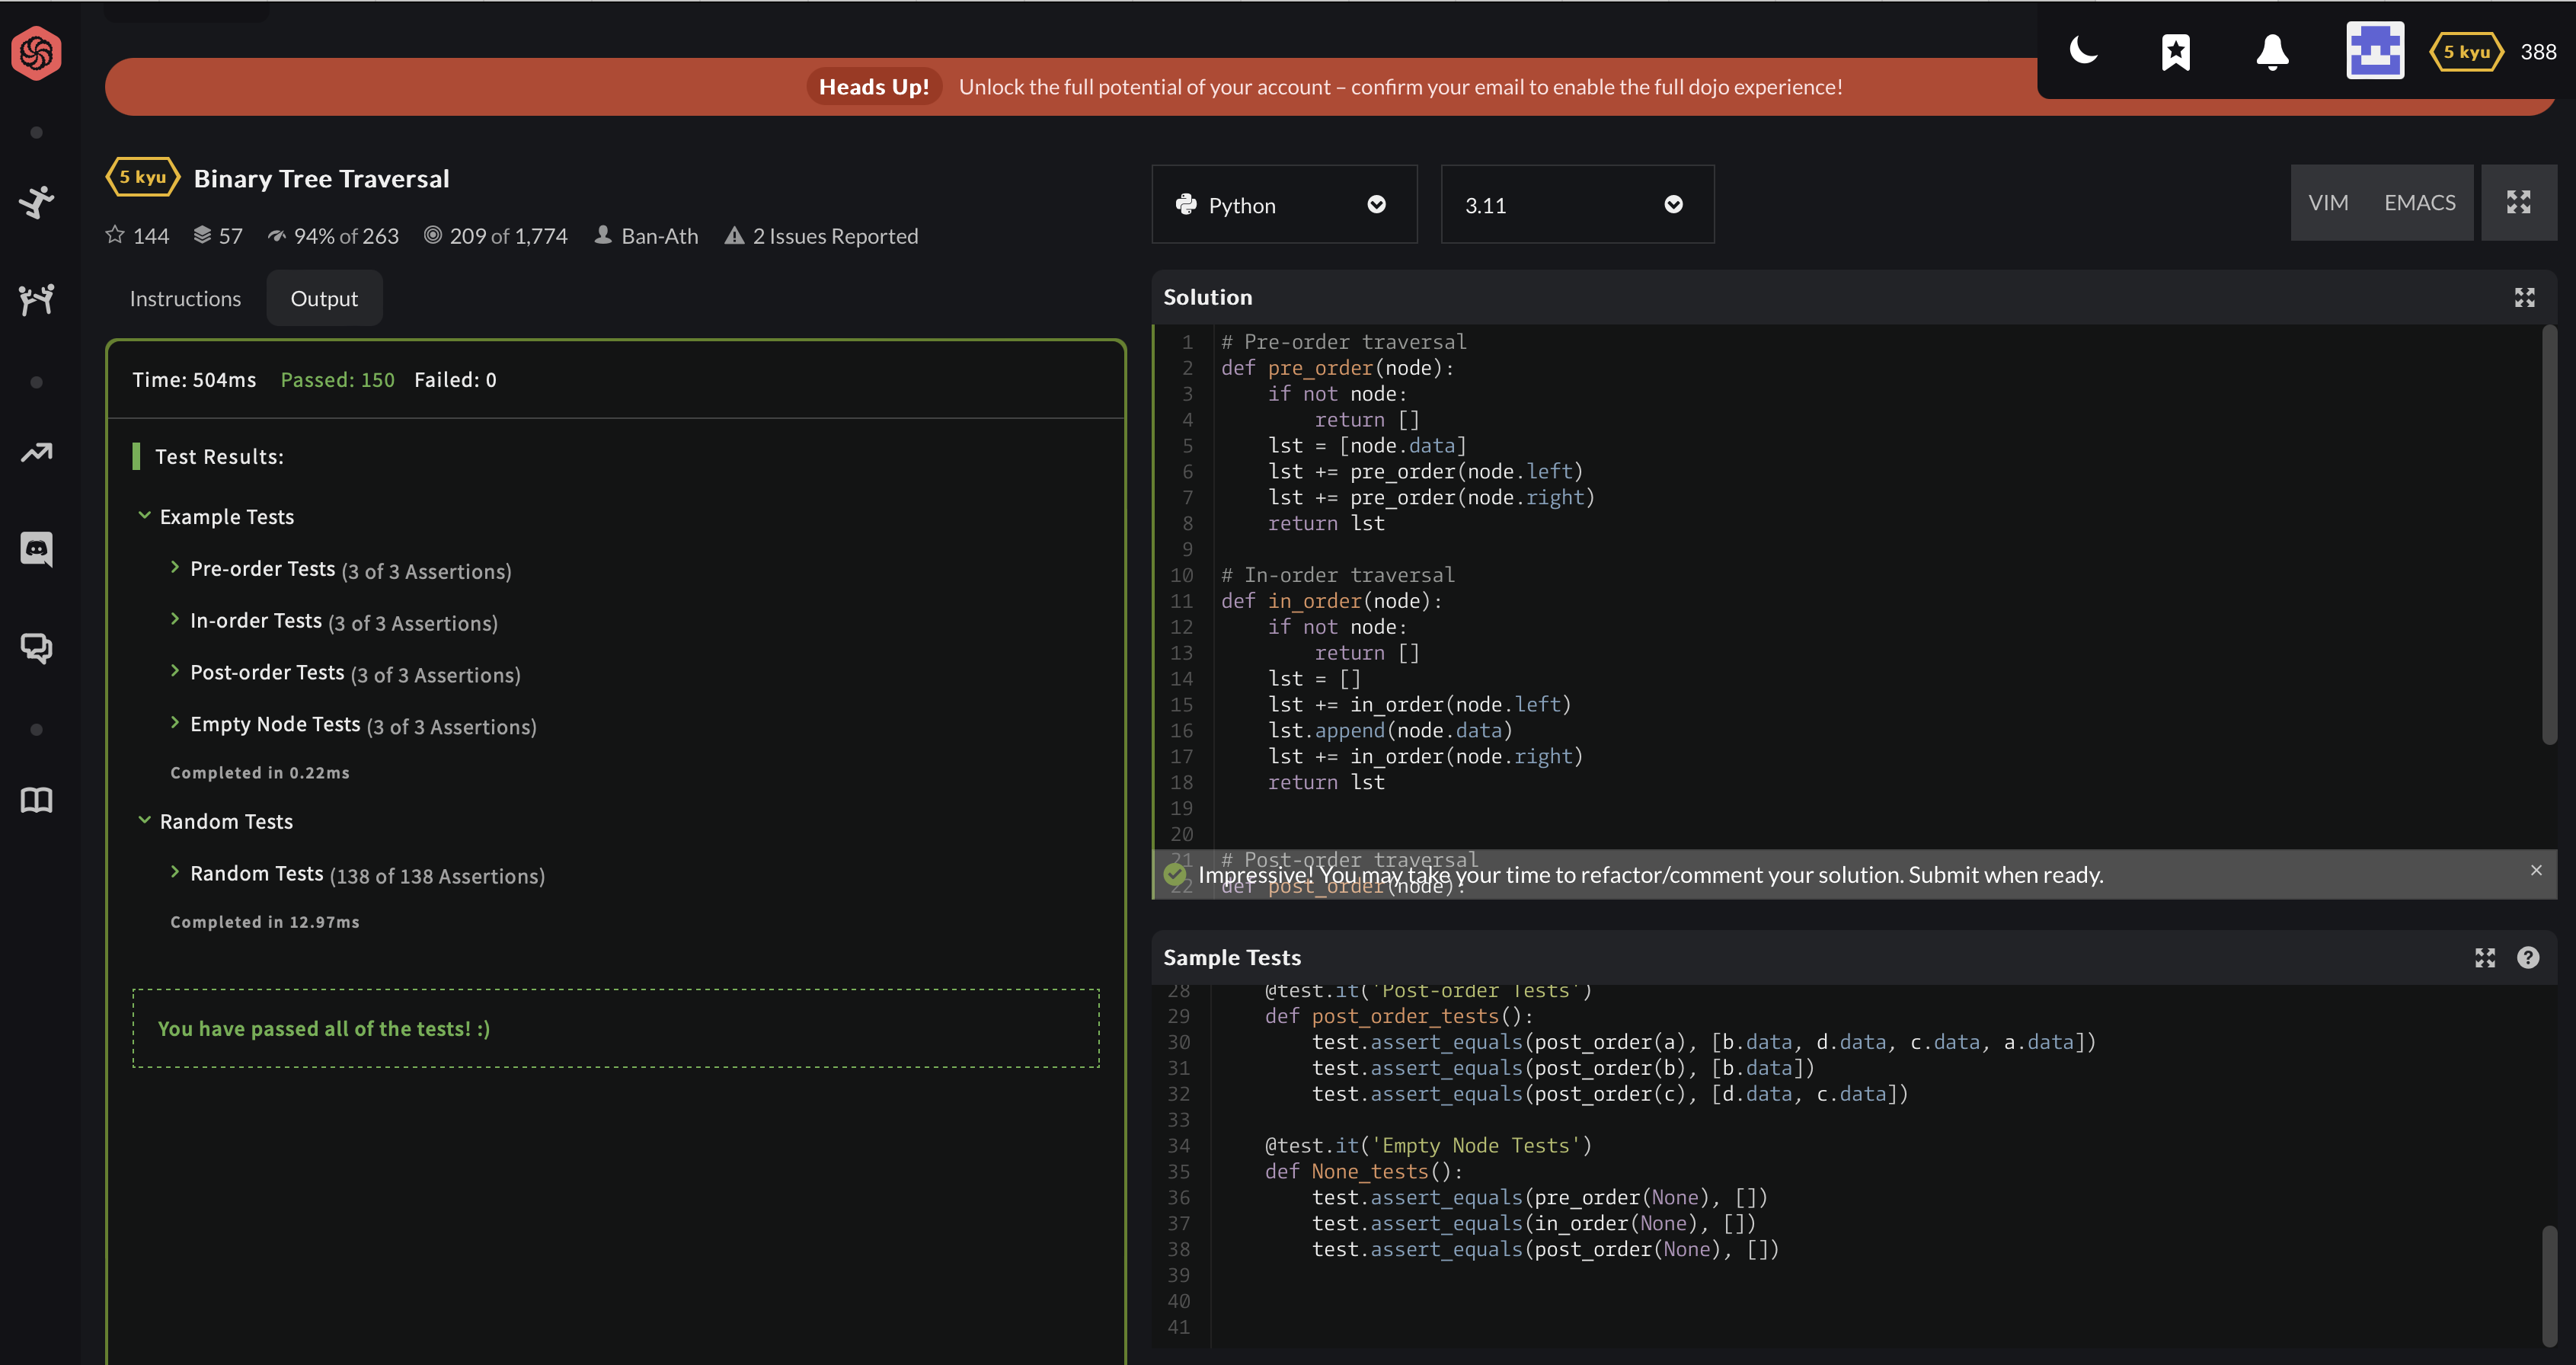 5 kyu 388
Heads Up! Unlock the full potential of your account – confirm your email to enable the full dojo experience!
5 kyu Binary Tree Traversal
144 57 94% of 263 209 of 1,774 Ban-Ath 2 Issues Reported
Instructions Output
Time: 504ms Passed: 150 Failed: 0
Test Results:
Example Tests
Pre-order Tests (3 of 3 Assertions)
In-order Tests (3 of 3 Assertions)
Post-order Tests (3 of 3 Assertions)
Empty Node Tests (3 of 3 Assertions)
Completed in 0.22ms
Random Tests
Random Tests (138 of 138 Assertions)
Completed in 12.97ms
You have passed all of the tests! :)
Python 3.11 VIM EMACS
Solution
1 # Pre-order traversal
2 def pre_order(node):
3     if not node:
4         return []
5     lst = [node.data]
6     lst += pre_order(node.left)
7     lst += pre_order(node.right)
8     return lst
9
10 # In-order traversal
11 def in_order(node):
12     if not node:
13         return []
14     lst = []
15     lst += in_order(node.left)
16     lst.append(node.data)
17     lst += in_order(node.right)
18     return lst
19
20
21 # Post-order traversal
Impressive! You may take your time to refactor/comment your solution. Submit when ready. ×
22 def post_order(node):
Sample Tests
28     @test.it('Post-order Tests')
29     def post_order_tests():
30         test.assert_equals(post_order(a), [b.data, d.data, c.data, a.data])
31         test.assert_equals(post_order(b), [b.data])
32         test.assert_equals(post_order(c), [d.data, c.data])
33
34     @test.it('Empty Node Tests')
35     def None_tests():
36         test.assert_equals(pre_order(None), [])
37         test.assert_equals(in_order(None), [])
38         test.assert_equals(post_order(None), [])
39
40
41